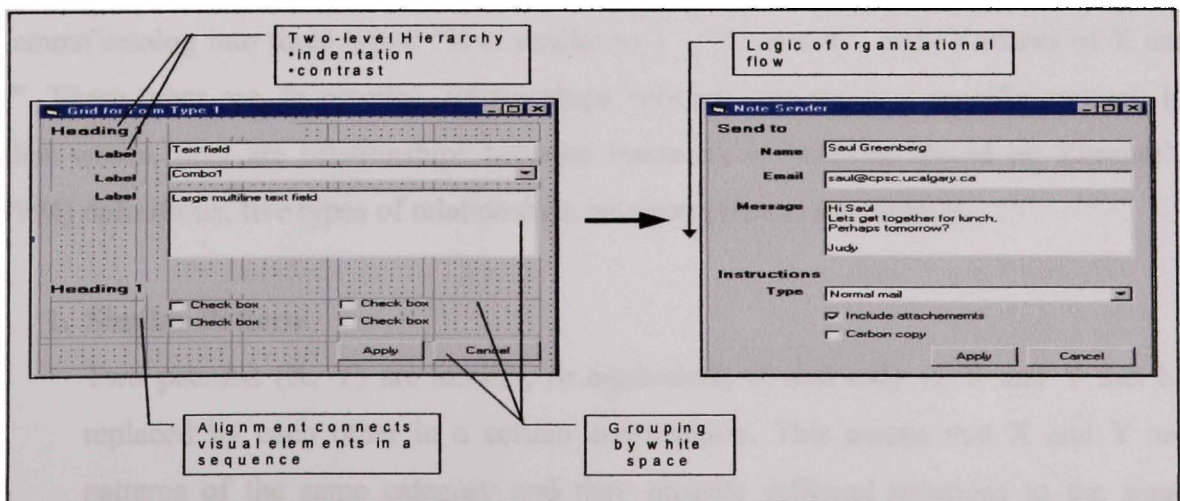 Two-level Hierarchy
•indentation
•contrast
Logic of organizational
flow
Grid for Form Type 1
Heading 1
Label
Text field
Label
Combo1
Label
Large multiline text field
Heading 1
Check box
Check box
Check box
Check box
Apply
Cancel
Alignment connects
visual elements in a
sequence
Grouping
by white
space
Note Sender
Send to
Name
Saul Greenberg
Email
saul@cpsc.ucalgary.ca
Message
Hi Saul
Lets get together for lunch.
Perhaps tomorrow?
Judy
Instructions
Type
Normal mail
Include attachements
Carbon copy
Apply
Cancel